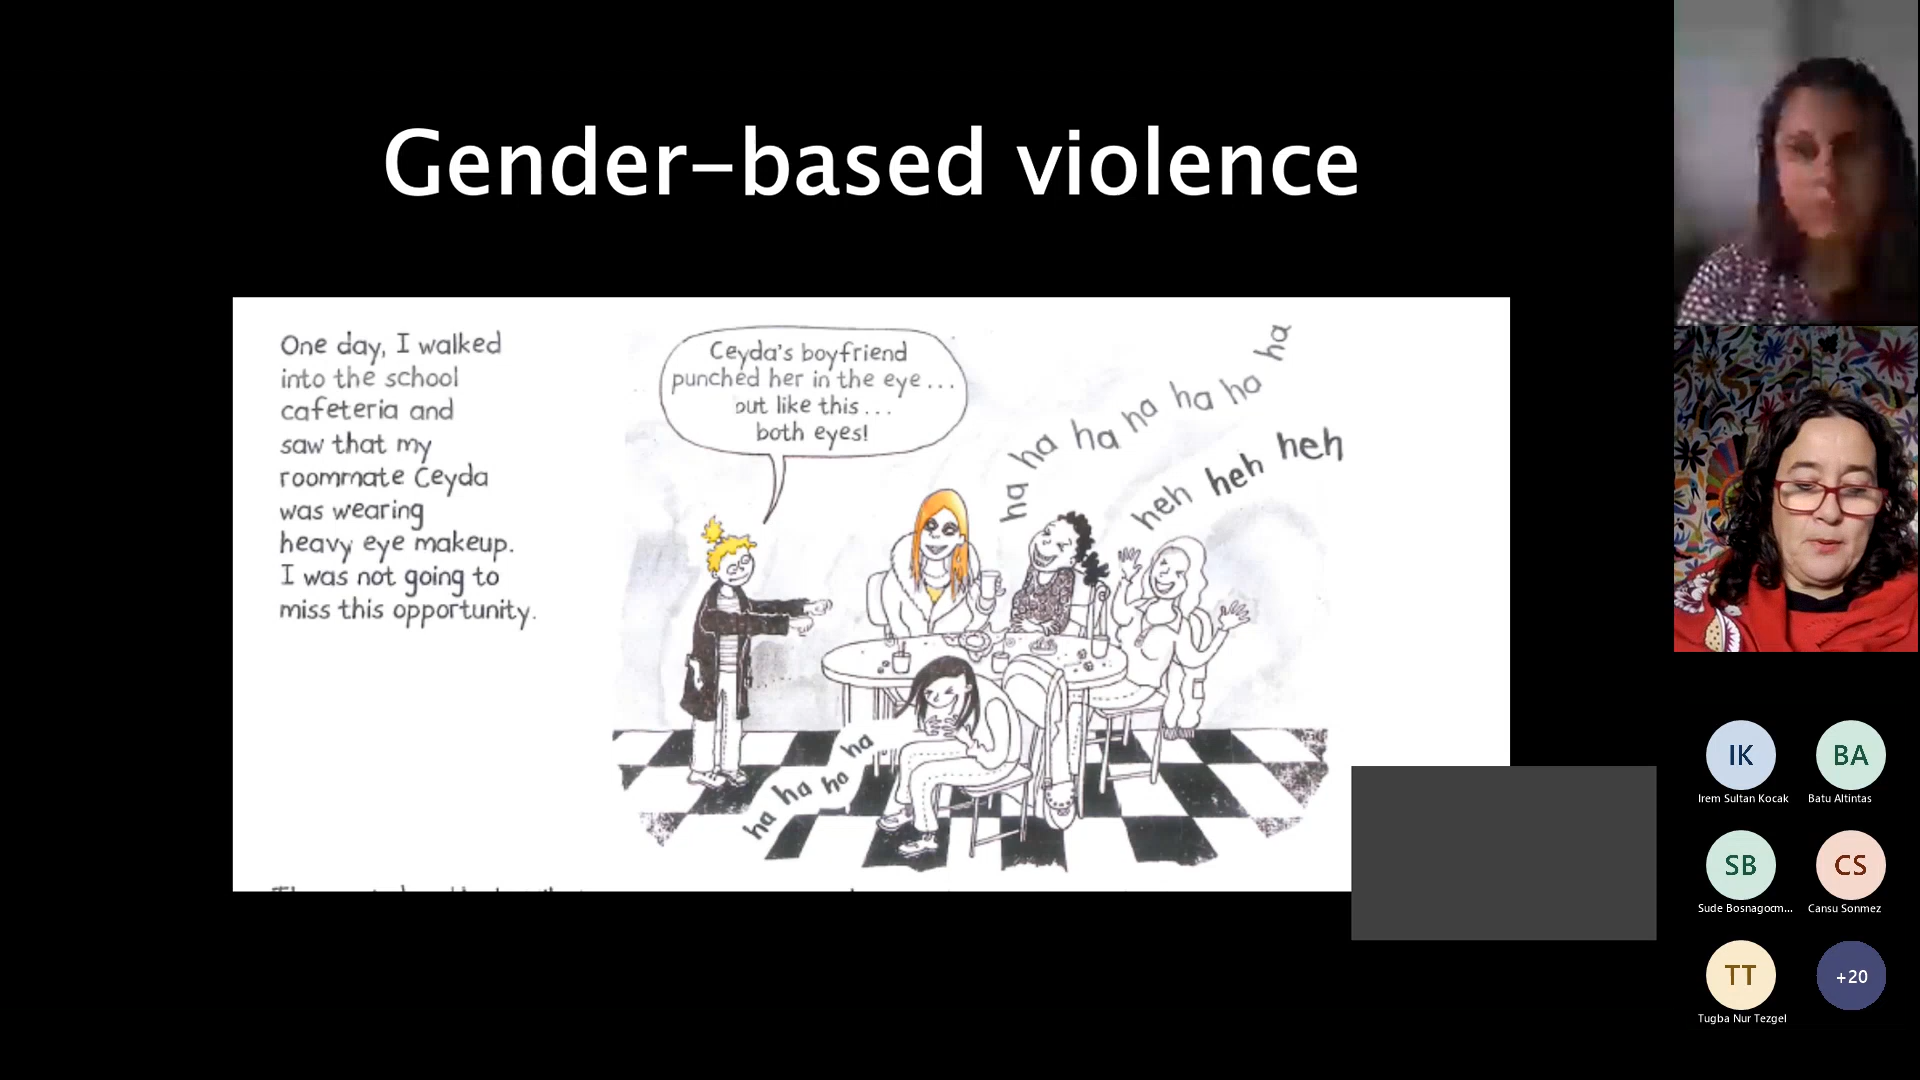 Gender-based violence
One day, I walked
into the school
cafeteria and
saw that my
roommate Ceyda
was wearing
heavy eye makeup.
I was not going to
miss this opportunity.
Ceyda's boyfriend
punched her in the eye...
but like this...
both eyes!
ha ha ha ha ha ha ha
heh heh heh
ha ha ha ha
IK
Irem Sultan Kocak
BA
Batu Altintas
SB
Sude Bosnagoam...
CS
Cansu Sonmez
TT
Tugba Nur Tezgel
+20